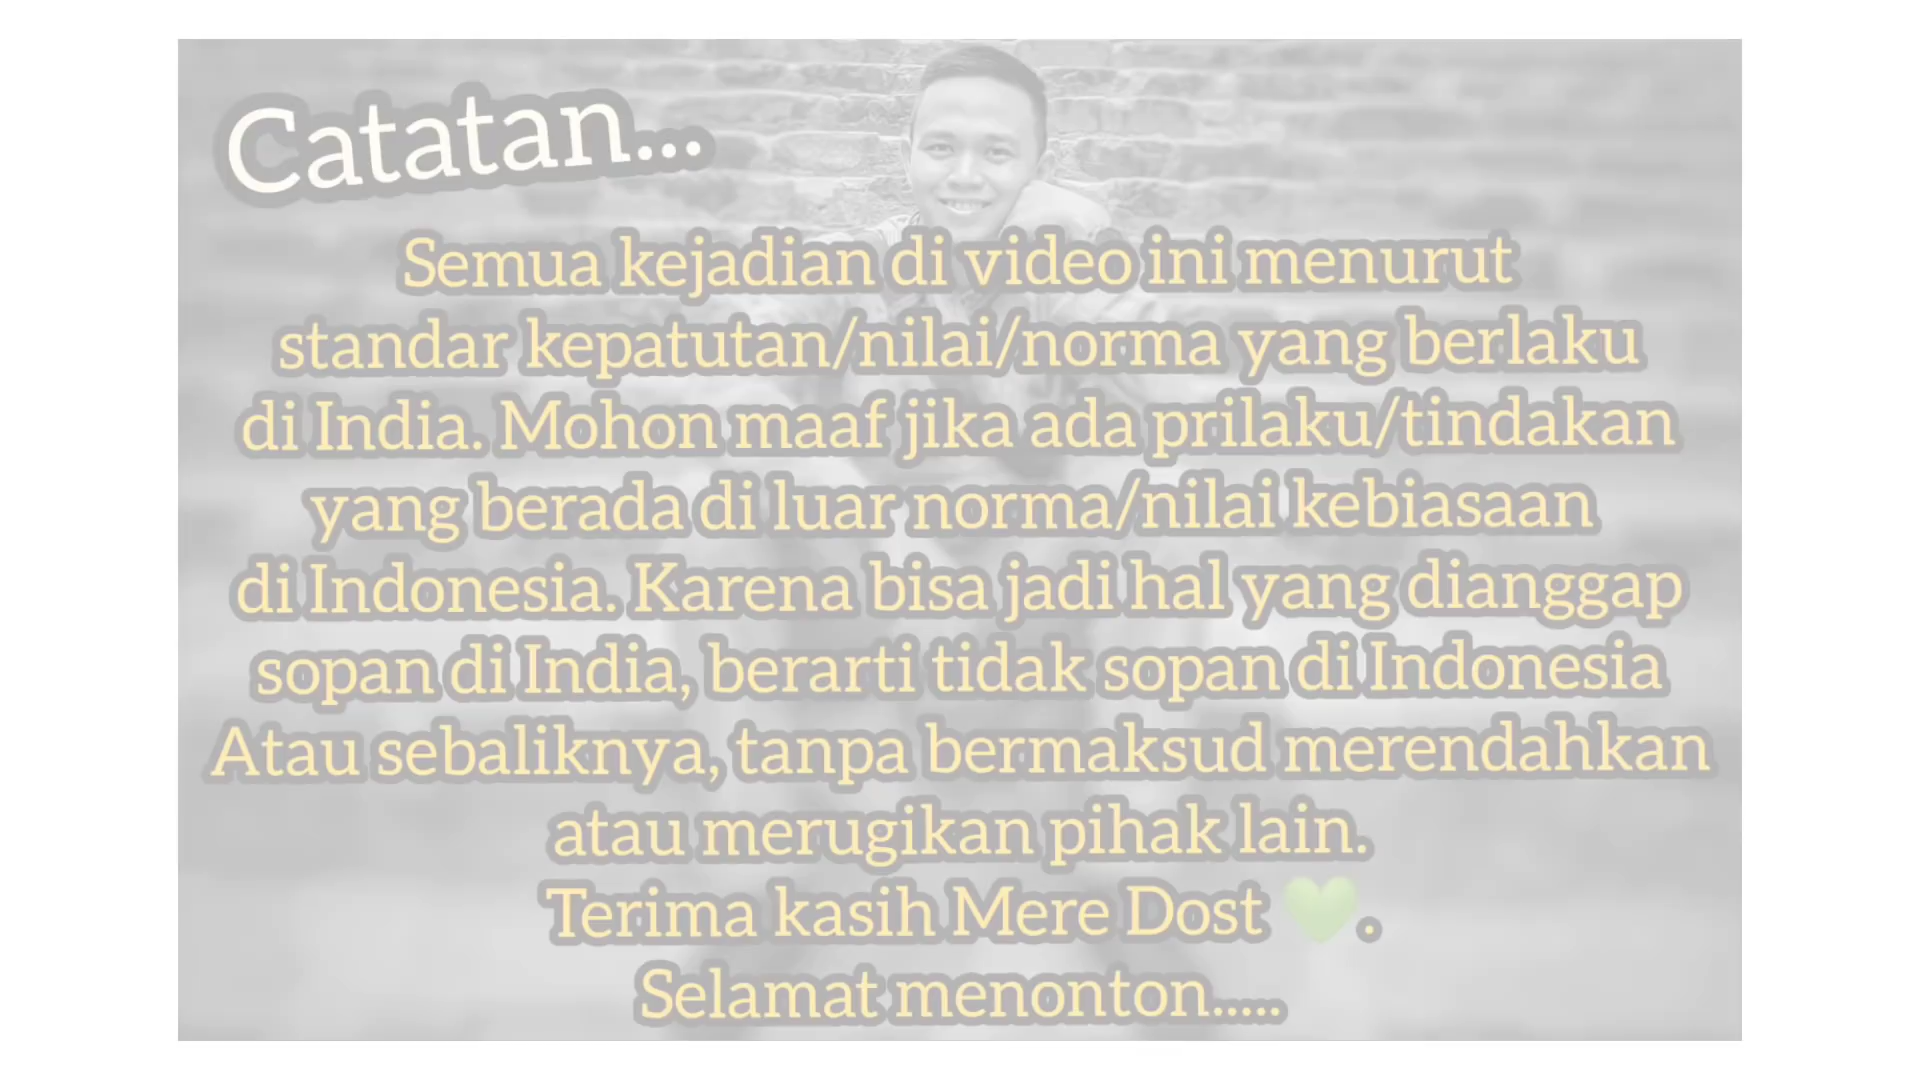 Catatan...
Semua kejadian di video ini menurut
standar kepatutan/nilai/norma yang berlaku
di India. Mohon maaf jika ada prilaku/tindakan
yang berada di luar norma/nilai kebiasaan
di Indonesia. Karena bisa jadi hal yang dianggap
sopan di India, berarti tidak sopan di Indonesia
Atau sebaliknya, tanpa bermaksud merendahkan
atau merugikan pihak lain.
Terima kasih Mere Dost 💚.
Selamat menonton.....